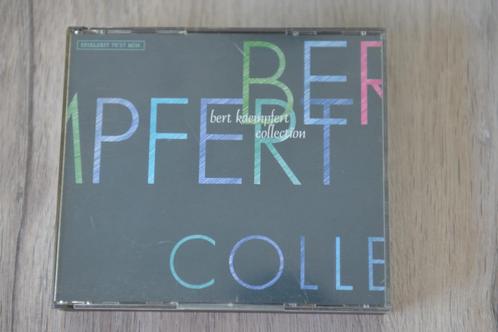 BER
MPFERT
bert kaempfert
collection
COLLE